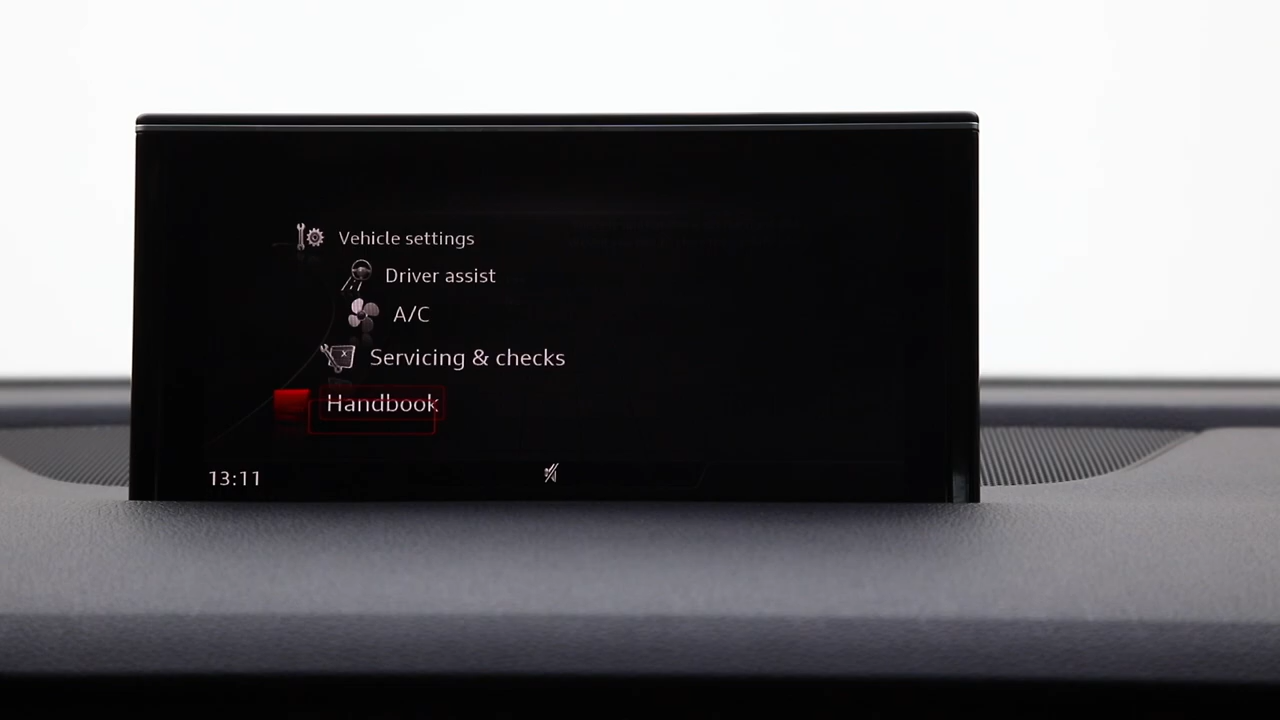 Vehicle settings
Driver assist
A/C
Servicing & checks
Handbook
13:11